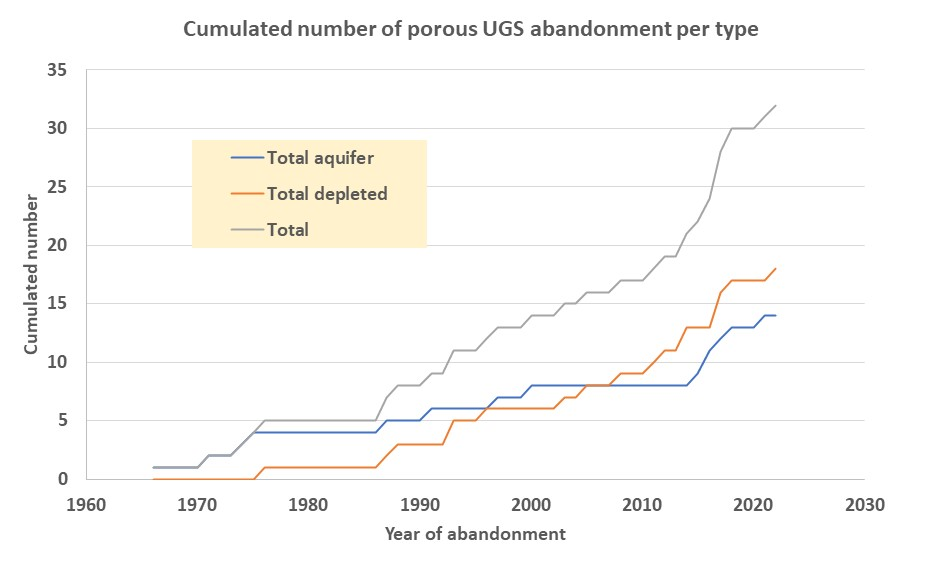 Cumulated number of porous UGS abandonment per type
35
30
25
20
15
10
5
0
Cumulated number
Total aquifer
Total depleted
Total
1960 1970 1980 1990 2000 2010 2020 2030
Year of abandonment